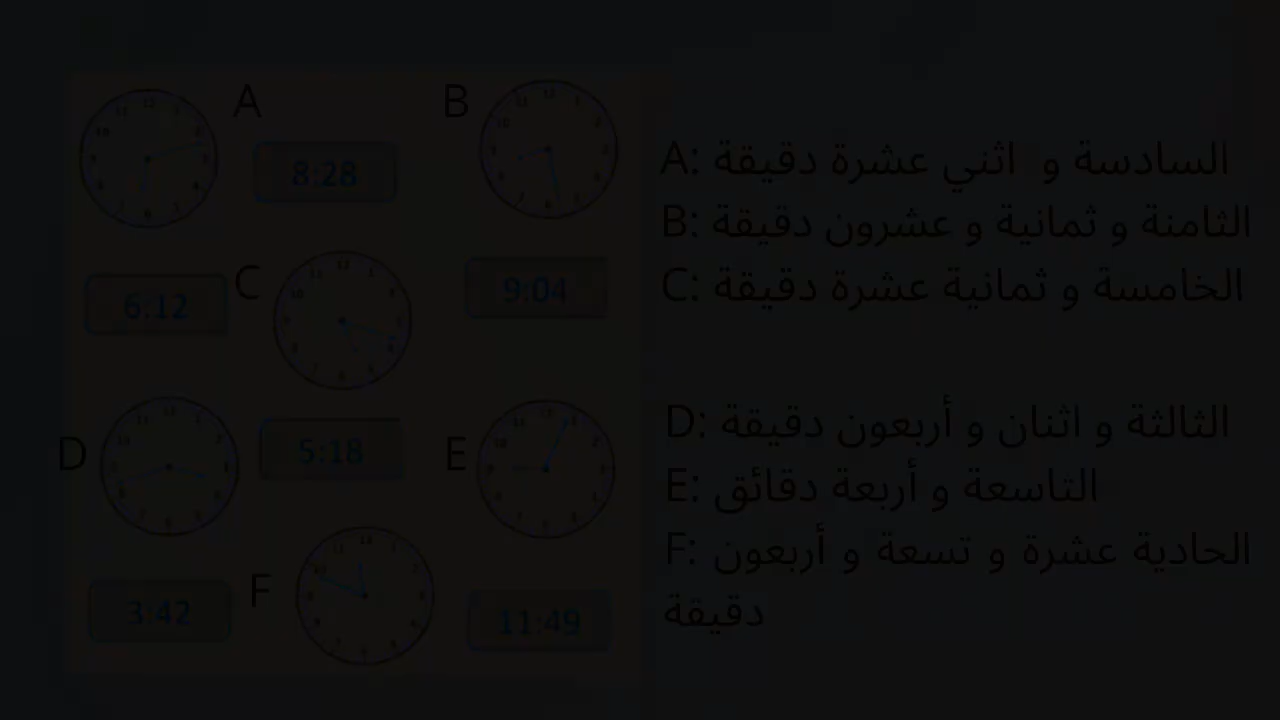 A
B
8:28
6:12
C
9:04
D
5:18
E
3:42
F
11:49
A: السادسة و اثني عشرة دقيقة
B: الثامنة و ثمانية و عشرون دقيقة
C: الخامسة و ثمانية عشرة دقيقة
D: الثالثة و اثنان و أربعون دقيقة
E: التاسعة و أربعة دقائق
F: الحادية عشرة و تسعة و أربعون
دقيقة